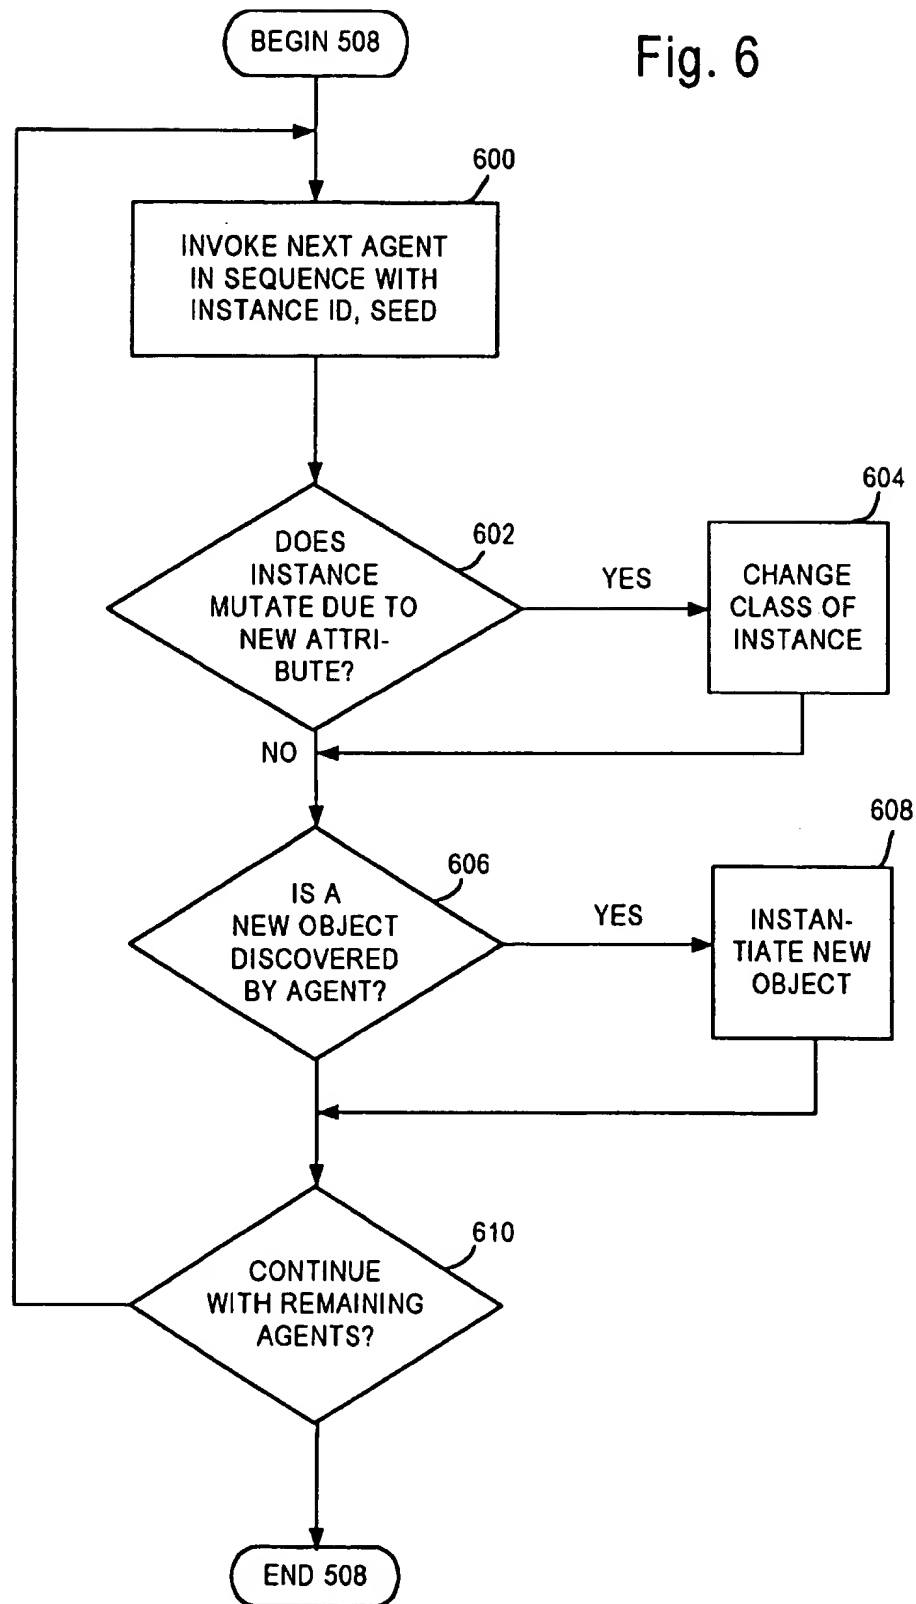 BEGIN 508
Fig. 6
600
INVOKE NEXT AGENT
IN SEQUENCE WITH
INSTANCE ID, SEED
604
602
DOES
INSTANCE
MUTATE DUE TO
NEW ATTRI-
BUTE?
YES
CHANGE
CLASS OF
INSTANCE
NO
608
606
IS A
NEW OBJECT
DISCOVERED
BY AGENT?
YES
INSTAN-
TIATE NEW
OBJECT
610
CONTINUE
WITH REMAINING
AGENTS?
END 508